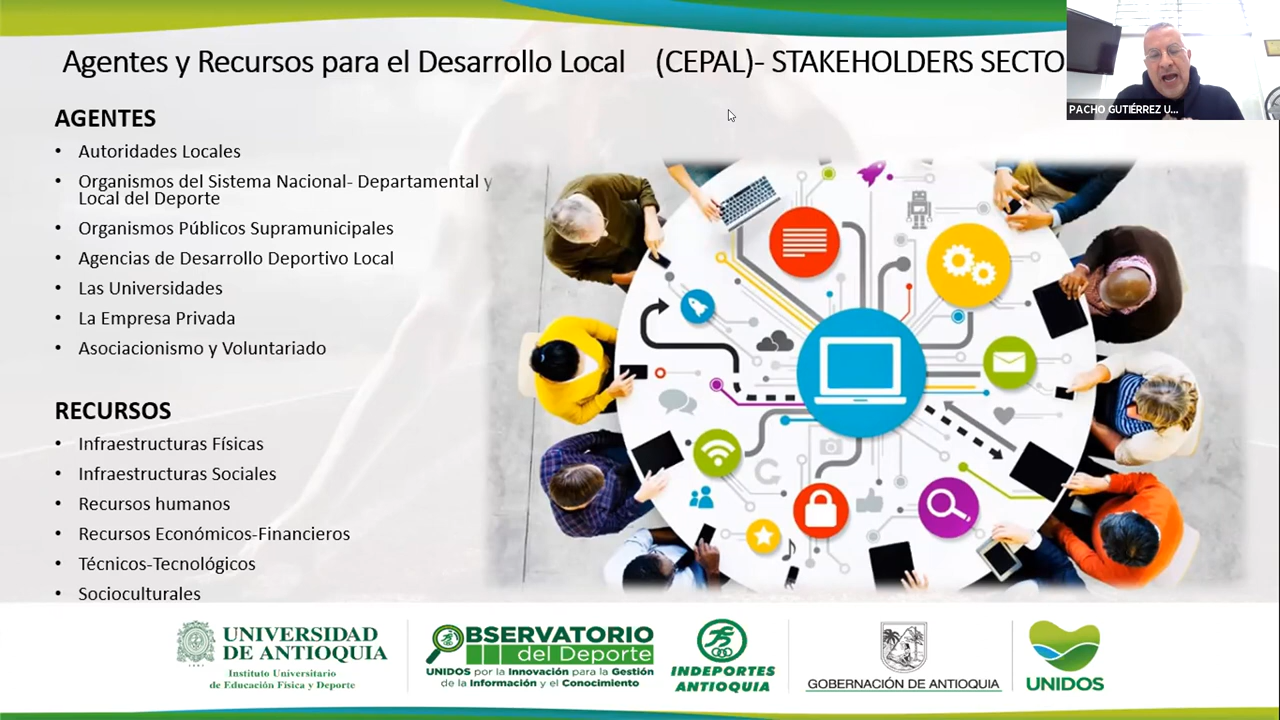 Agentes y Recursos para el Desarrollo Local (CEPAL)- STAKEHOLDERS SECTO
PACHO GUTIÉRREZ U...
AGENTES
• Autoridades Locales
• Organismos del Sistema Nacional- Departamental y
Local del Deporte
• Organismos Públicos Supramunicipales
• Agencias de Desarrollo Deportivo Local
• Las Universidades
• La Empresa Privada
• Asociacionismo y Voluntariado
RECURSOS
• Infraestructuras Físicas
• Infraestructuras Sociales
• Recursos humanos
• Recursos Económicos-Financieros
• Técnicos-Tecnológicos
• Socioculturales
UNIVERSIDAD
DE ANTIOQUIA
1803
Instituto Universitario
de Educación Física y Deporte
OBSERVATORIO
del Deporte
UNIDOS por la Innovación para la Gestión
de la Información y el Conocimiento
INDEPORTES
ANTIOQUIA
GOBERNACIÓN DE ANTIOQUIA
UNIDOS